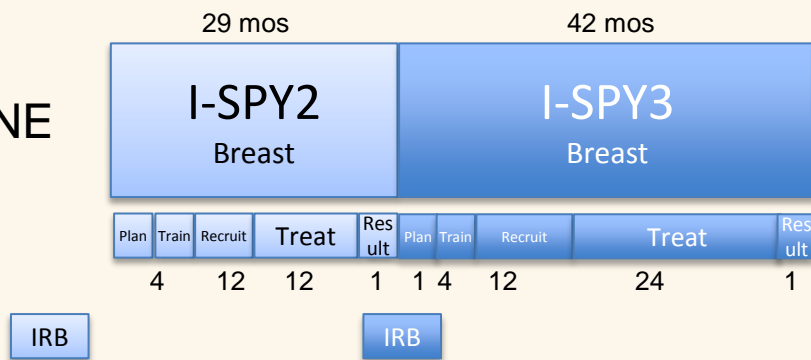 29 mos 42 mos
NE
I-SPY2
Breast
I-SPY3
Breast
Plan Train Recruit Treat Res
ult
Plan Train Recruit Treat Res
ult
4 12 12 1 1 4 12 24 1
IRB IRB